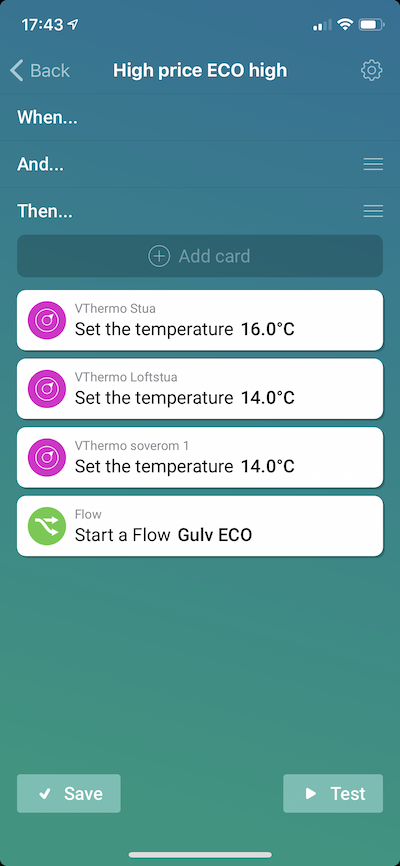 17:43
Back
High price ECO high
When...
And...
Then...
Add card
VThermo Stua
Set the temperature 16.0°C
VThermo Loftstua
Set the temperature 14.0°C
VThermo soverom 1
Set the temperature 14.0°C
Flow
Start a Flow Gulv ECO
Save
Test